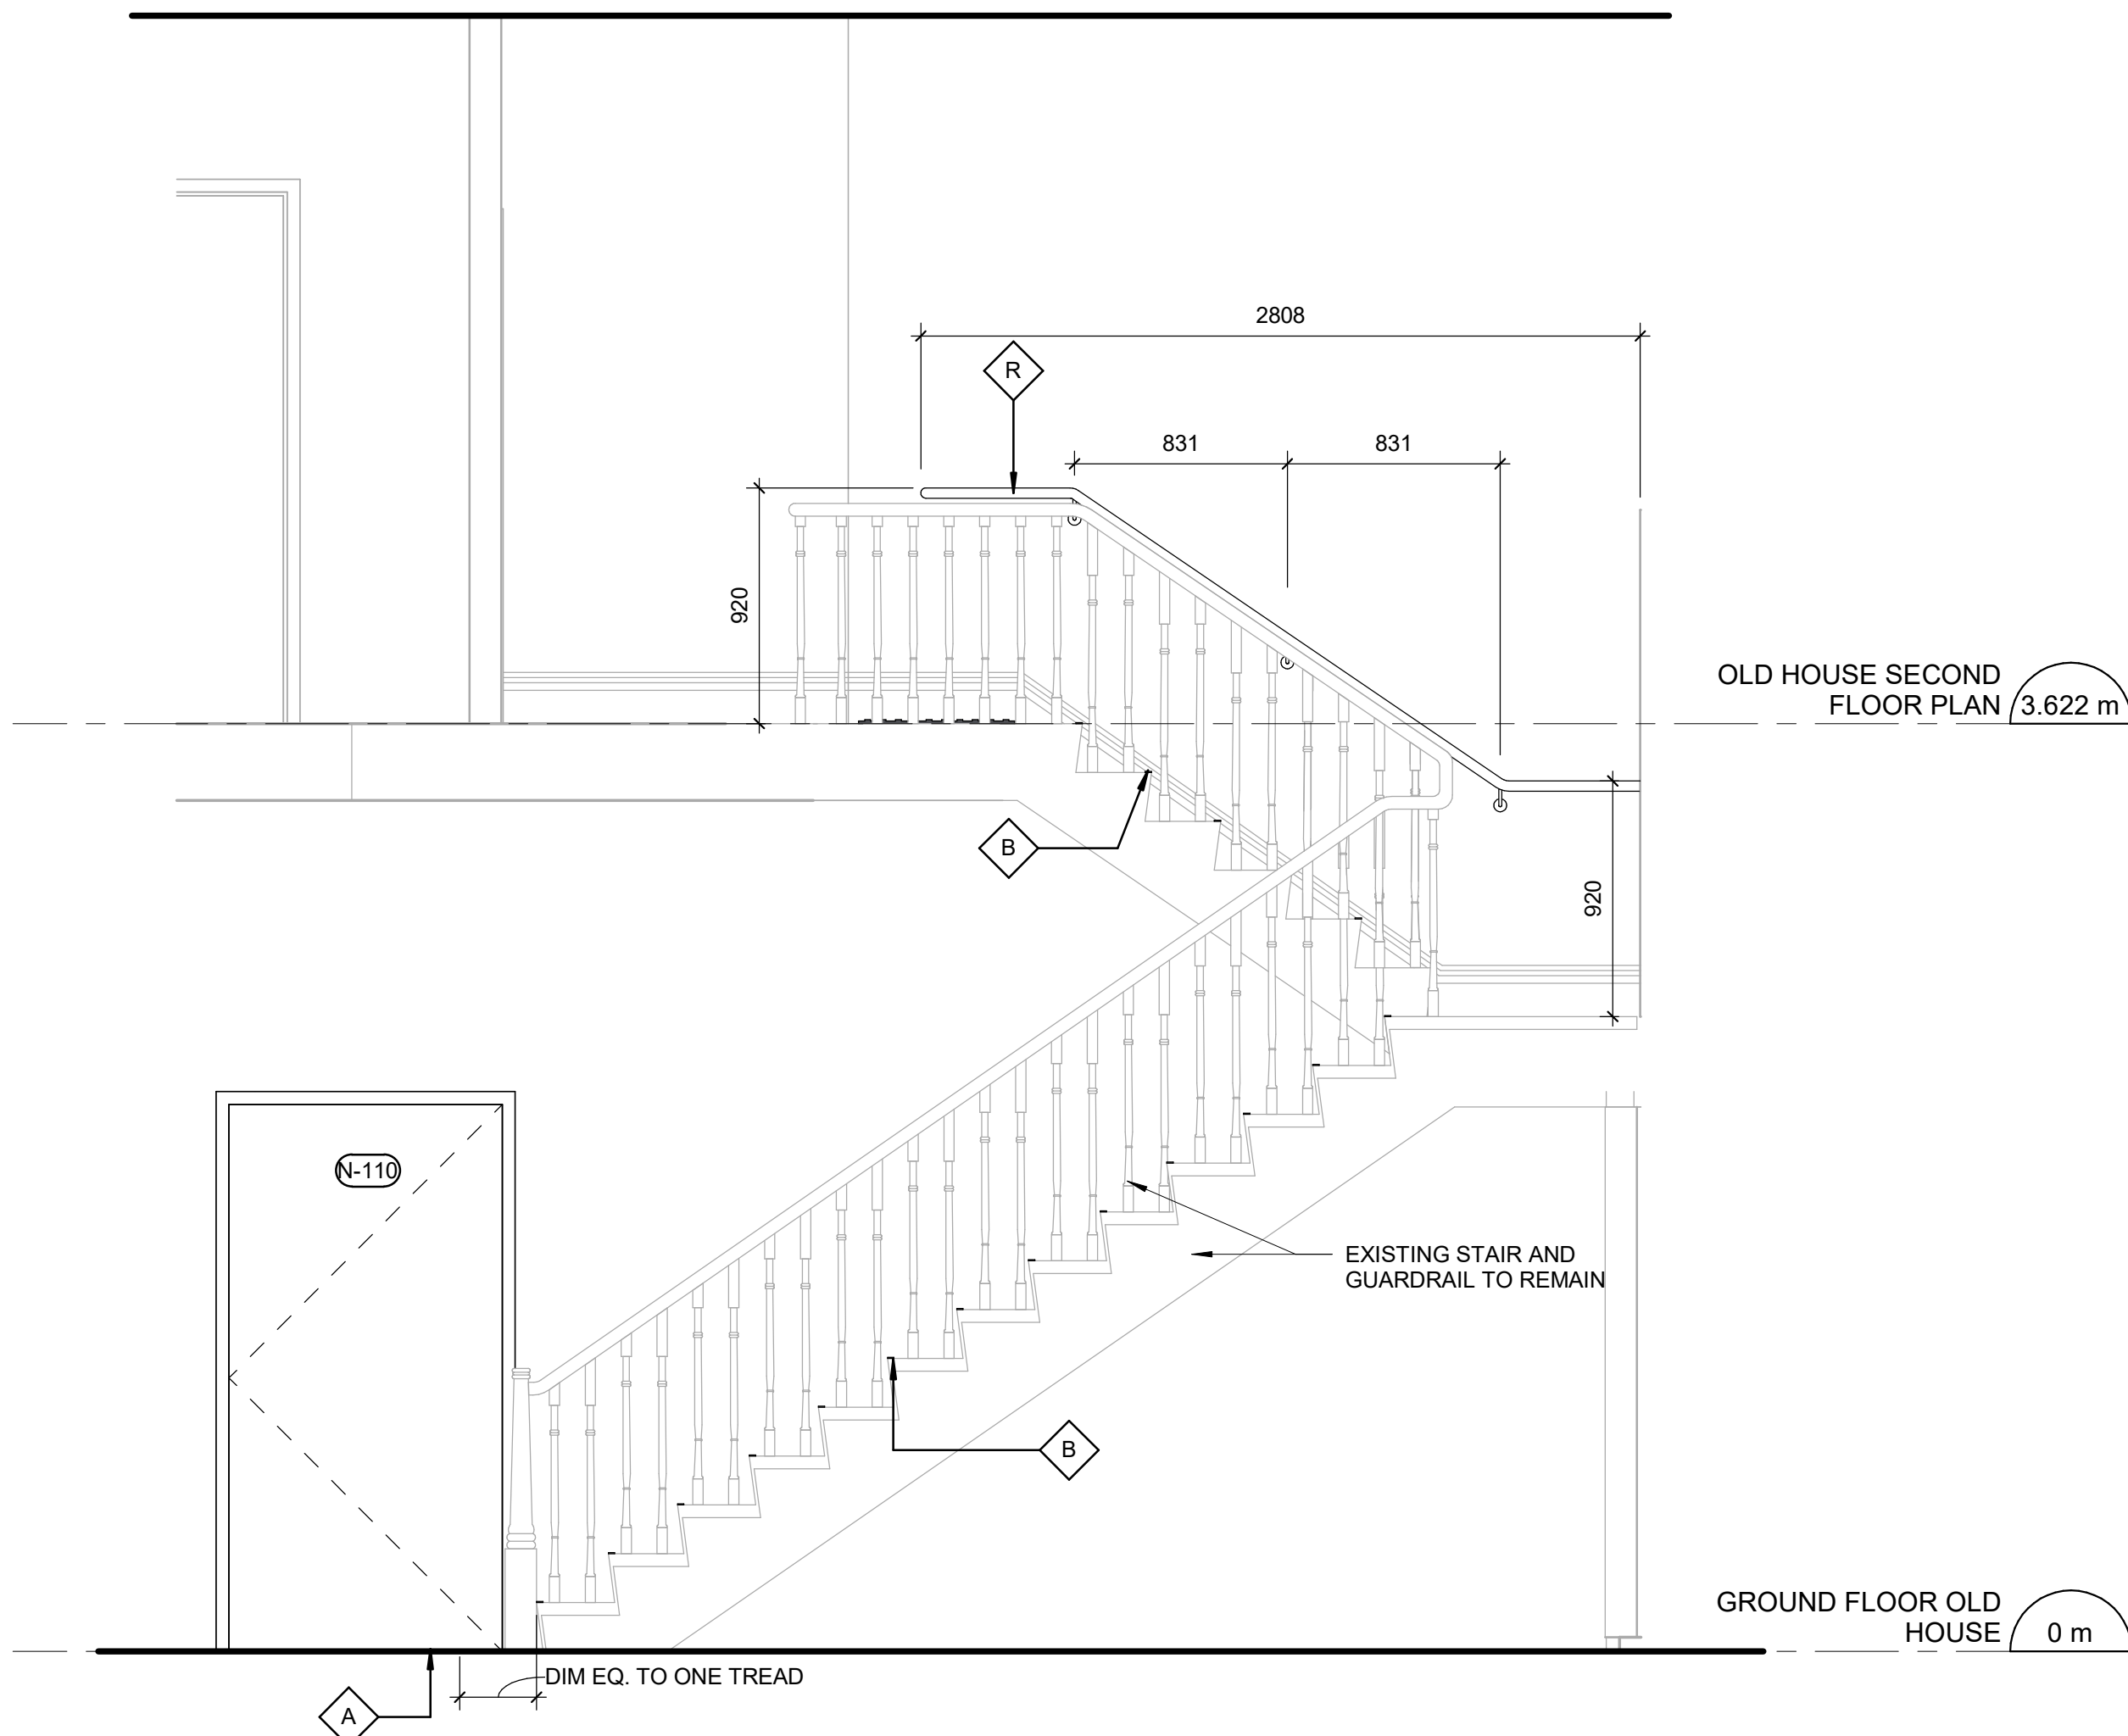 2808
R
831
831
920
OLD HOUSE SECOND
FLOOR PLAN
3.622 m
B
920
N-110
EXISTING STAIR AND
GUARDRAIL TO REMAIN
B
GROUND FLOOR OLD
HOUSE
0 m
DIM EQ. TO ONE TREAD
A